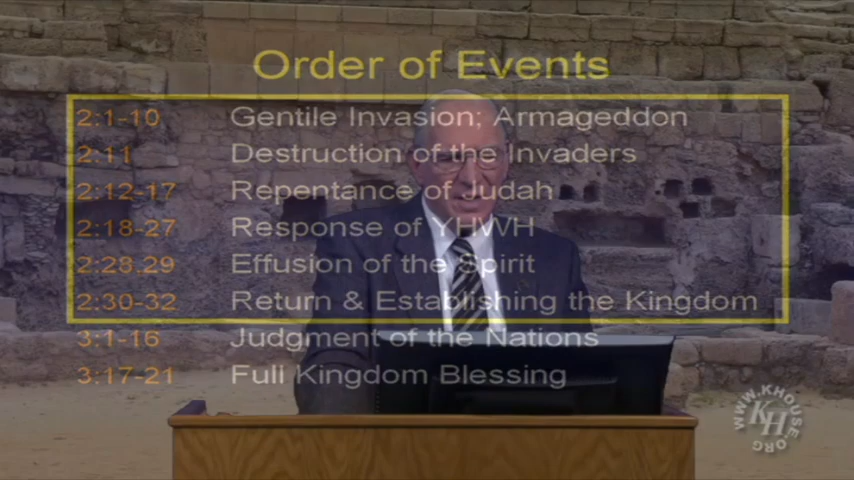 Order of Events
2:1-10 Gentile Invasion; Armageddon
2:11 Destruction of the Invaders
2:12-17 Repentance of Judah
2:18-27 Response of YHWH
2:28.29 Effusion of the Spirit
2:30-32 Return & Establishing the Kingdom
3:1-16 Judgment of the Nations
3:17-21 Full Kingdom Blessing
WWW.KHOUSE.ORG
KH